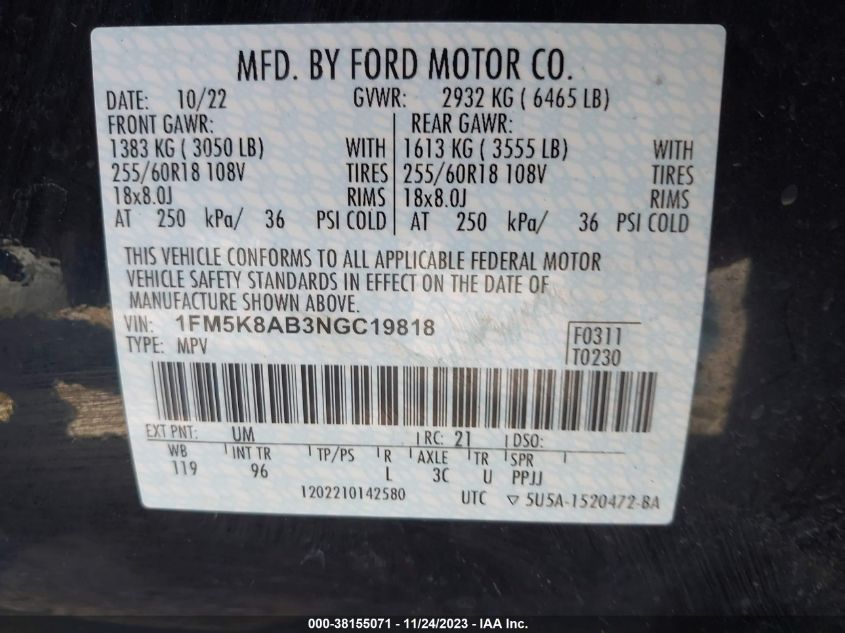 MFD. BY FORD MOTOR CO.
DATE: 10/22 GVWR: 2932 KG ( 6465 LB)
FRONT GAWR: REAR GAWR:
1383 KG ( 3050 LB) WITH 1613 KG ( 3555 LB) WITH
255/60R18 108V TIRES 255/60R18 108V TIRES
18x8.0J RIMS 18x8.0J RIMS
AT 250 kPa/ 36 PSI COLD AT 250 kPa/ 36 PSI COLD
THIS VEHICLE CONFORMS TO ALL APPLICABLE FEDERAL MOTOR
VEHICLE SAFETY STANDARDS IN EFFECT ON THE DATE OF
MANUFACTURE SHOWN ABOVE.
VIN: 1FM5K8AB3NGC19818 F0311
TYPE: MPV T0230
EXT PNT: UM RC: 21 DSO:
WB INT TR TP/PS R AXLE TR SPR
119 96 L 3C U PPJJ
1202210142580 UTC ▽ 5U5A-1520472-BA
000-38155071 - 11/24/2023 - IAA Inc.